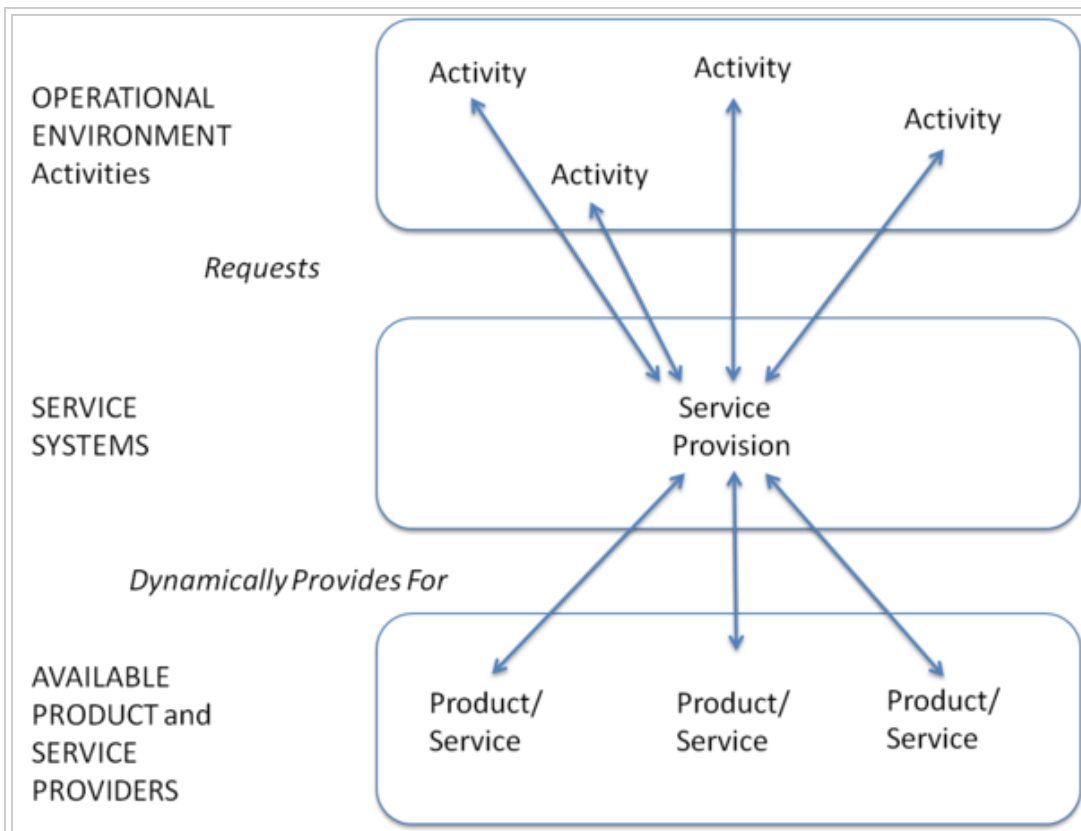 OPERATIONAL
ENVIRONMENT
Activities
Activity
Activity
Activity
Activity
Requests
SERVICE
SYSTEMS
Service
Provision
Dynamically Provides For
AVAILABLE
PRODUCT and
SERVICE
PROVIDERS
Product/
Service
Product/
Service
Product/
Service